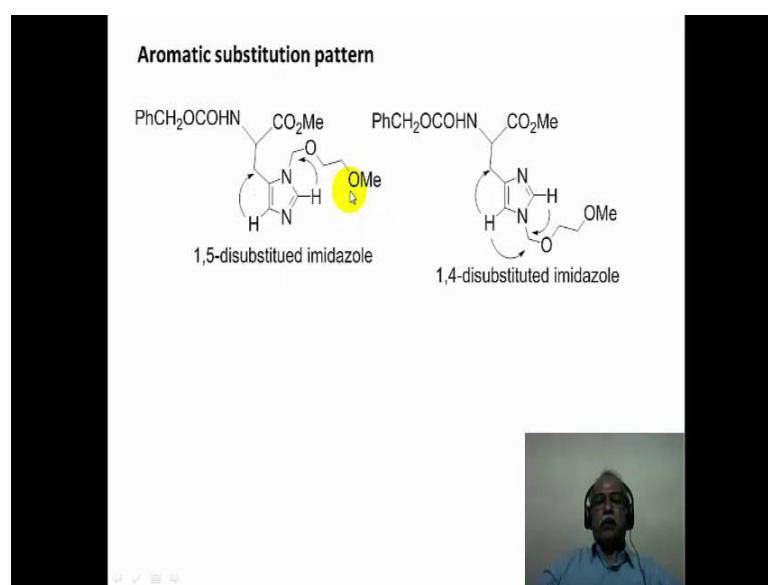 Aromatic substitution pattern
PhCH2OCOHN
CO2Me
O
N
OMe
H
H
N
1,5-disubstitued imidazole
PhCH2OCOHN
CO2Me
N
H
H
N
OMe
O
1,4-disubstituted imidazole